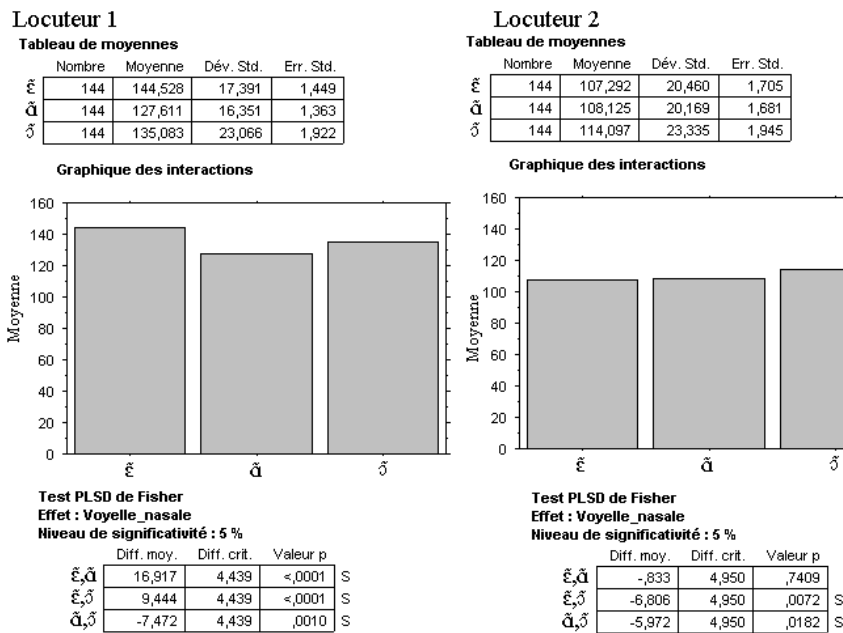 Locuteur 1
Tableau de moyennes
Nombre Moyenne Dév. Std. Err. Std.
ɛ̃ 144 144,528 17,391 1,449
ɑ̃ 144 127,611 16,351 1,363
ɔ̃ 144 135,083 23,066 1,922
Graphique des interactions
160
140
120
100
80
60
40
20
0
Moyenne
ɛ̃ ɑ̃ ɔ̃
Test PLSD de Fisher
Effet : Voyelle_nasale
Niveau de significativité : 5 %
Diff. moy. Diff. crit. Valeur p
ɛ̃,ɑ̃ 16,917 4,439 <,0001 S
ɛ̃,ɔ̃ 9,444 4,439 <,0001 S
ɑ̃,ɔ̃ -7,472 4,439 ,0010 S
Locuteur 2
Tableau de moyennes
Nombre Moyenne Dév. Std. Err. Std.
144 107,292 20,460 1,705
144 108,125 20,169 1,681
144 114,097 23,335 1,945
Graphique des interactions
160
140
120
100
80
60
40
20
0
Moyenne
ɛ̃ ɑ̃ ɔ̃
Test PLSD de Fisher
Effet : Voyelle_nasale
Niveau de significativité : 5 %
Diff. moy. Diff. crit. Valeur p
ɛ̃,ɑ̃ -,833 4,950 ,7409
ɛ̃,ɔ̃ -6,806 4,950 ,0072 S
ɑ̃,ɔ̃ -5,972 4,950 ,0182 S